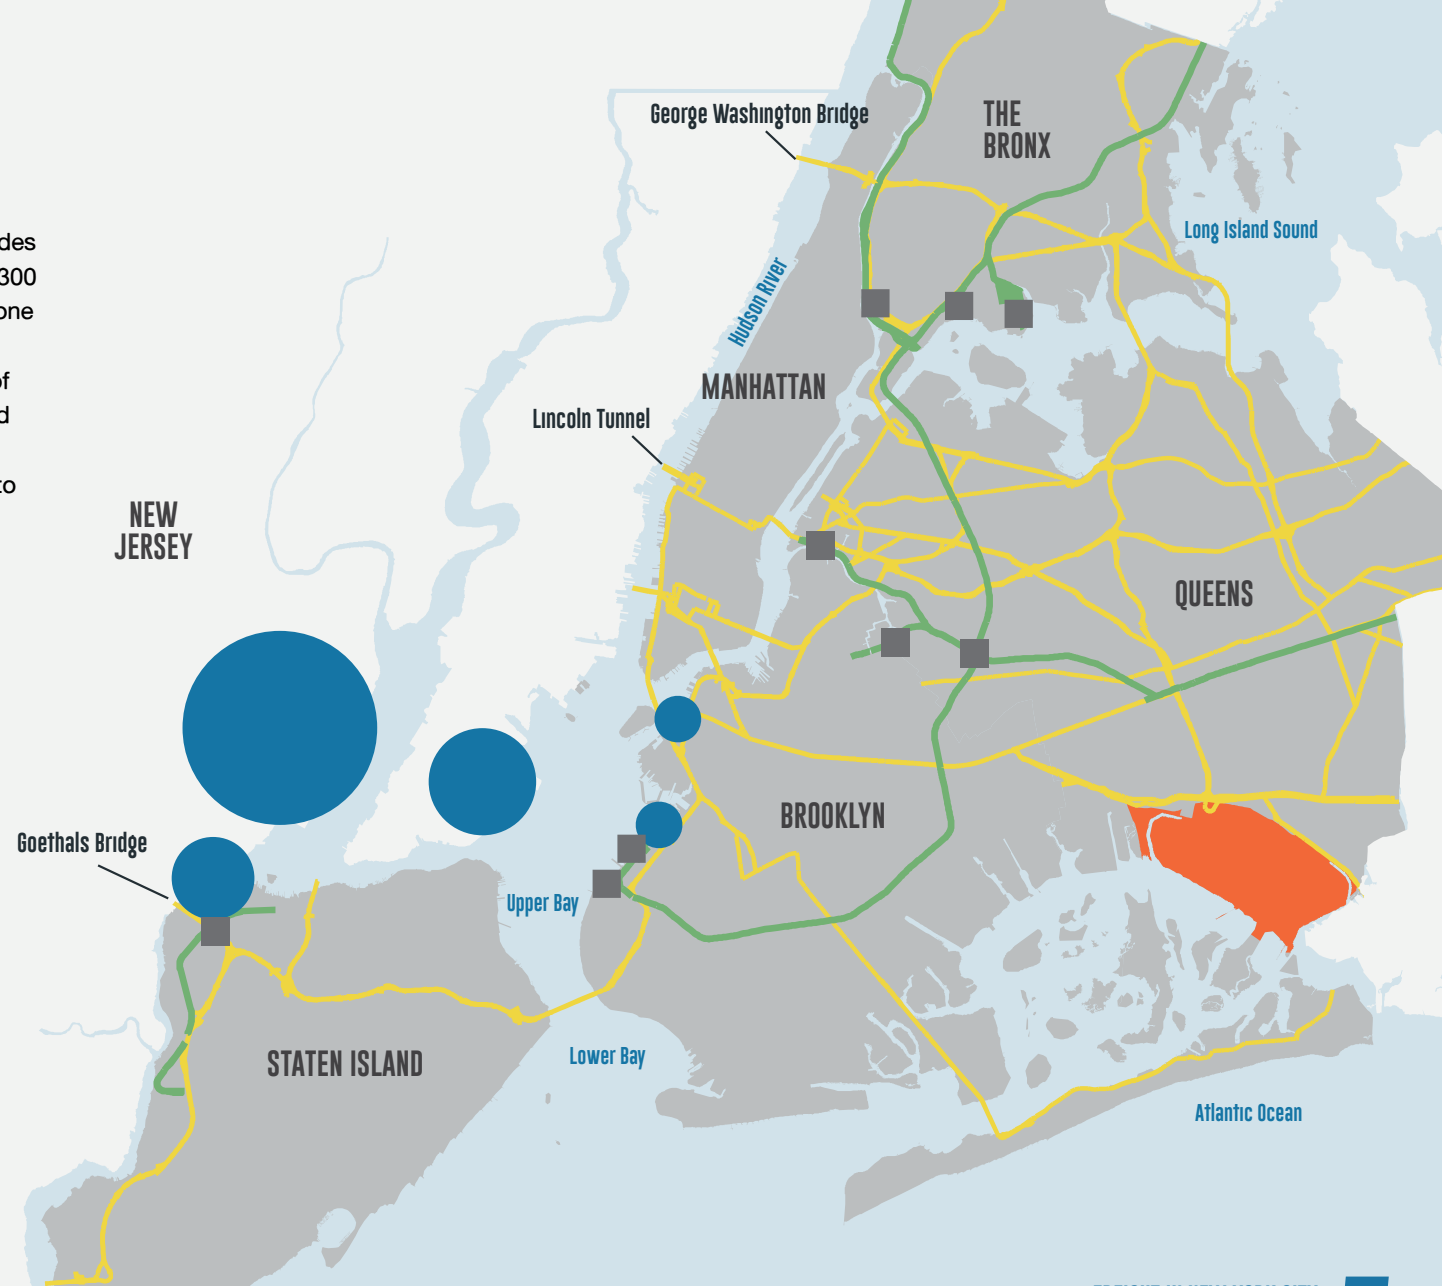 George Washington Bridge
THE
BRONX
des
300
one
of
d
to
Long Island Sound
Hudson River
MANHATTAN
Lincoln Tunnel
NEW
JERSEY
QUEENS
BROOKLYN
Goethals Bridge
Upper Bay
Lower Bay
STATEN ISLAND
Atlantic Ocean